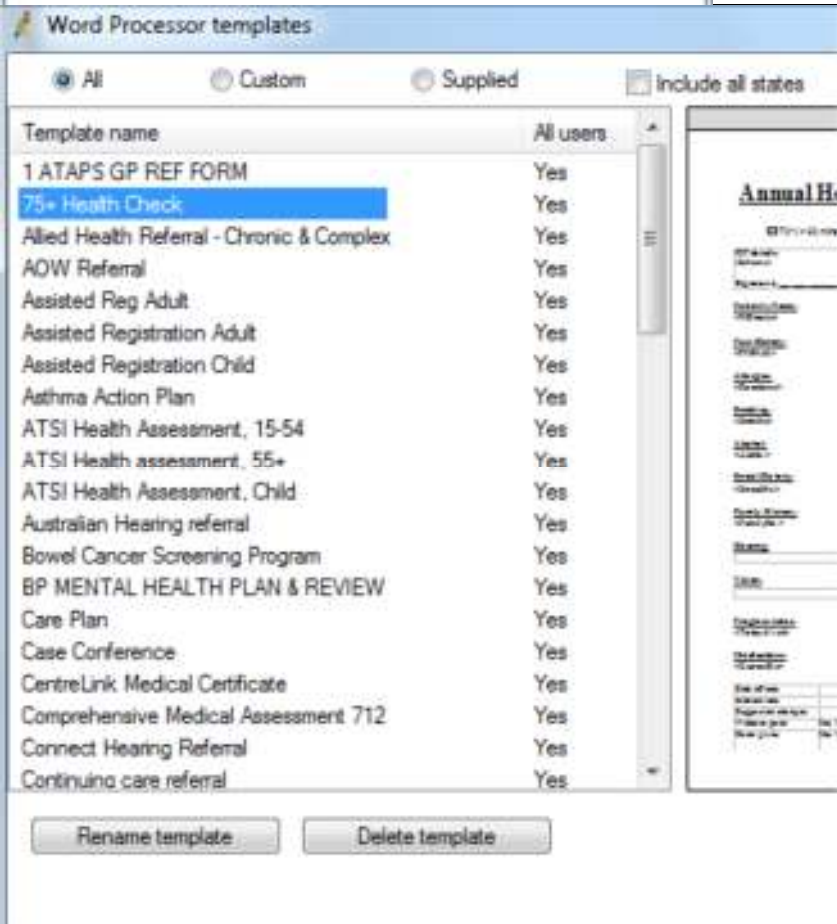 Word Processor templates
All Custom Supplied Include all states
Template name All users
1 ATAPS GP REF FORM Yes
75+ Health Check Yes
Allied Health Referral - Chronic & Complex Yes
AOW Referral Yes
Assisted Reg Adult Yes
Assisted Registration Adult Yes
Assisted Registration Child Yes
Asthma Action Plan Yes
ATSI Health Assessment, 15-54 Yes
ATSI Health assessment, 55+ Yes
ATSI Health Assessment, Child Yes
Australian Hearing referral Yes
Bowel Cancer Screening Program Yes
BP MENTAL HEALTH PLAN & REVIEW Yes
Care Plan Yes
Case Conference Yes
CentreLink Medical Certificate Yes
Comprehensive Medical Assessment 712 Yes
Connect Hearing Referral Yes
Continuing care referral Yes
Annual H
Rename template Delete template